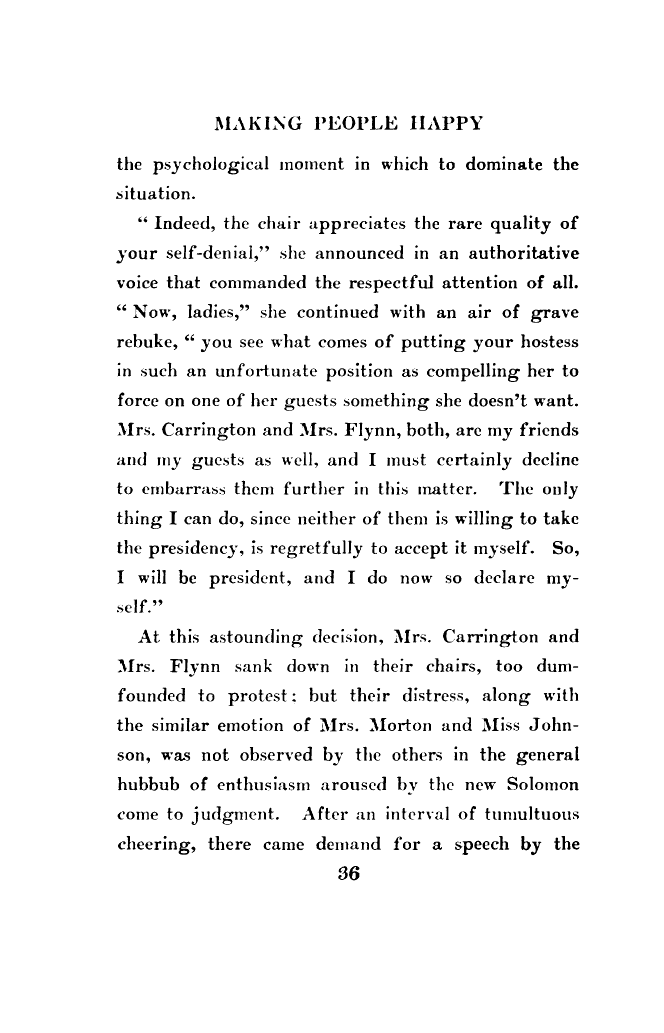 MAKING PEOPLE HAPPY
the psychological moment in which to dominate the
situation.
“ Indeed, the chair appreciates the rare quality of
your self-denial,” she announced in an authoritative
voice that commanded the respectful attention of all.
“ Now, ladies,” she continued with an air of grave
rebuke, “ you see what comes of putting your hostess
in such an unfortunate position as compelling her to
force on one of her guests something she doesn’t want.
Mrs. Carrington and Mrs. Flynn, both, are my friends
and my guests as well, and I must certainly decline
to embarrass them further in this matter. The only
thing I can do, since neither of them is willing to take
the presidency, is regretfully to accept it myself. So,
I will be president, and I do now so declare my-
self.”
At this astounding decision, Mrs. Carrington and
Mrs. Flynn sank down in their chairs, too dum-
founded to protest: but their distress, along with
the similar emotion of Mrs. Morton and Miss John-
son, was not observed by the others in the general
hubbub of enthusiasm aroused by the new Solomon
come to judgment. After an interval of tumultuous
cheering, there came demand for a speech by the
36